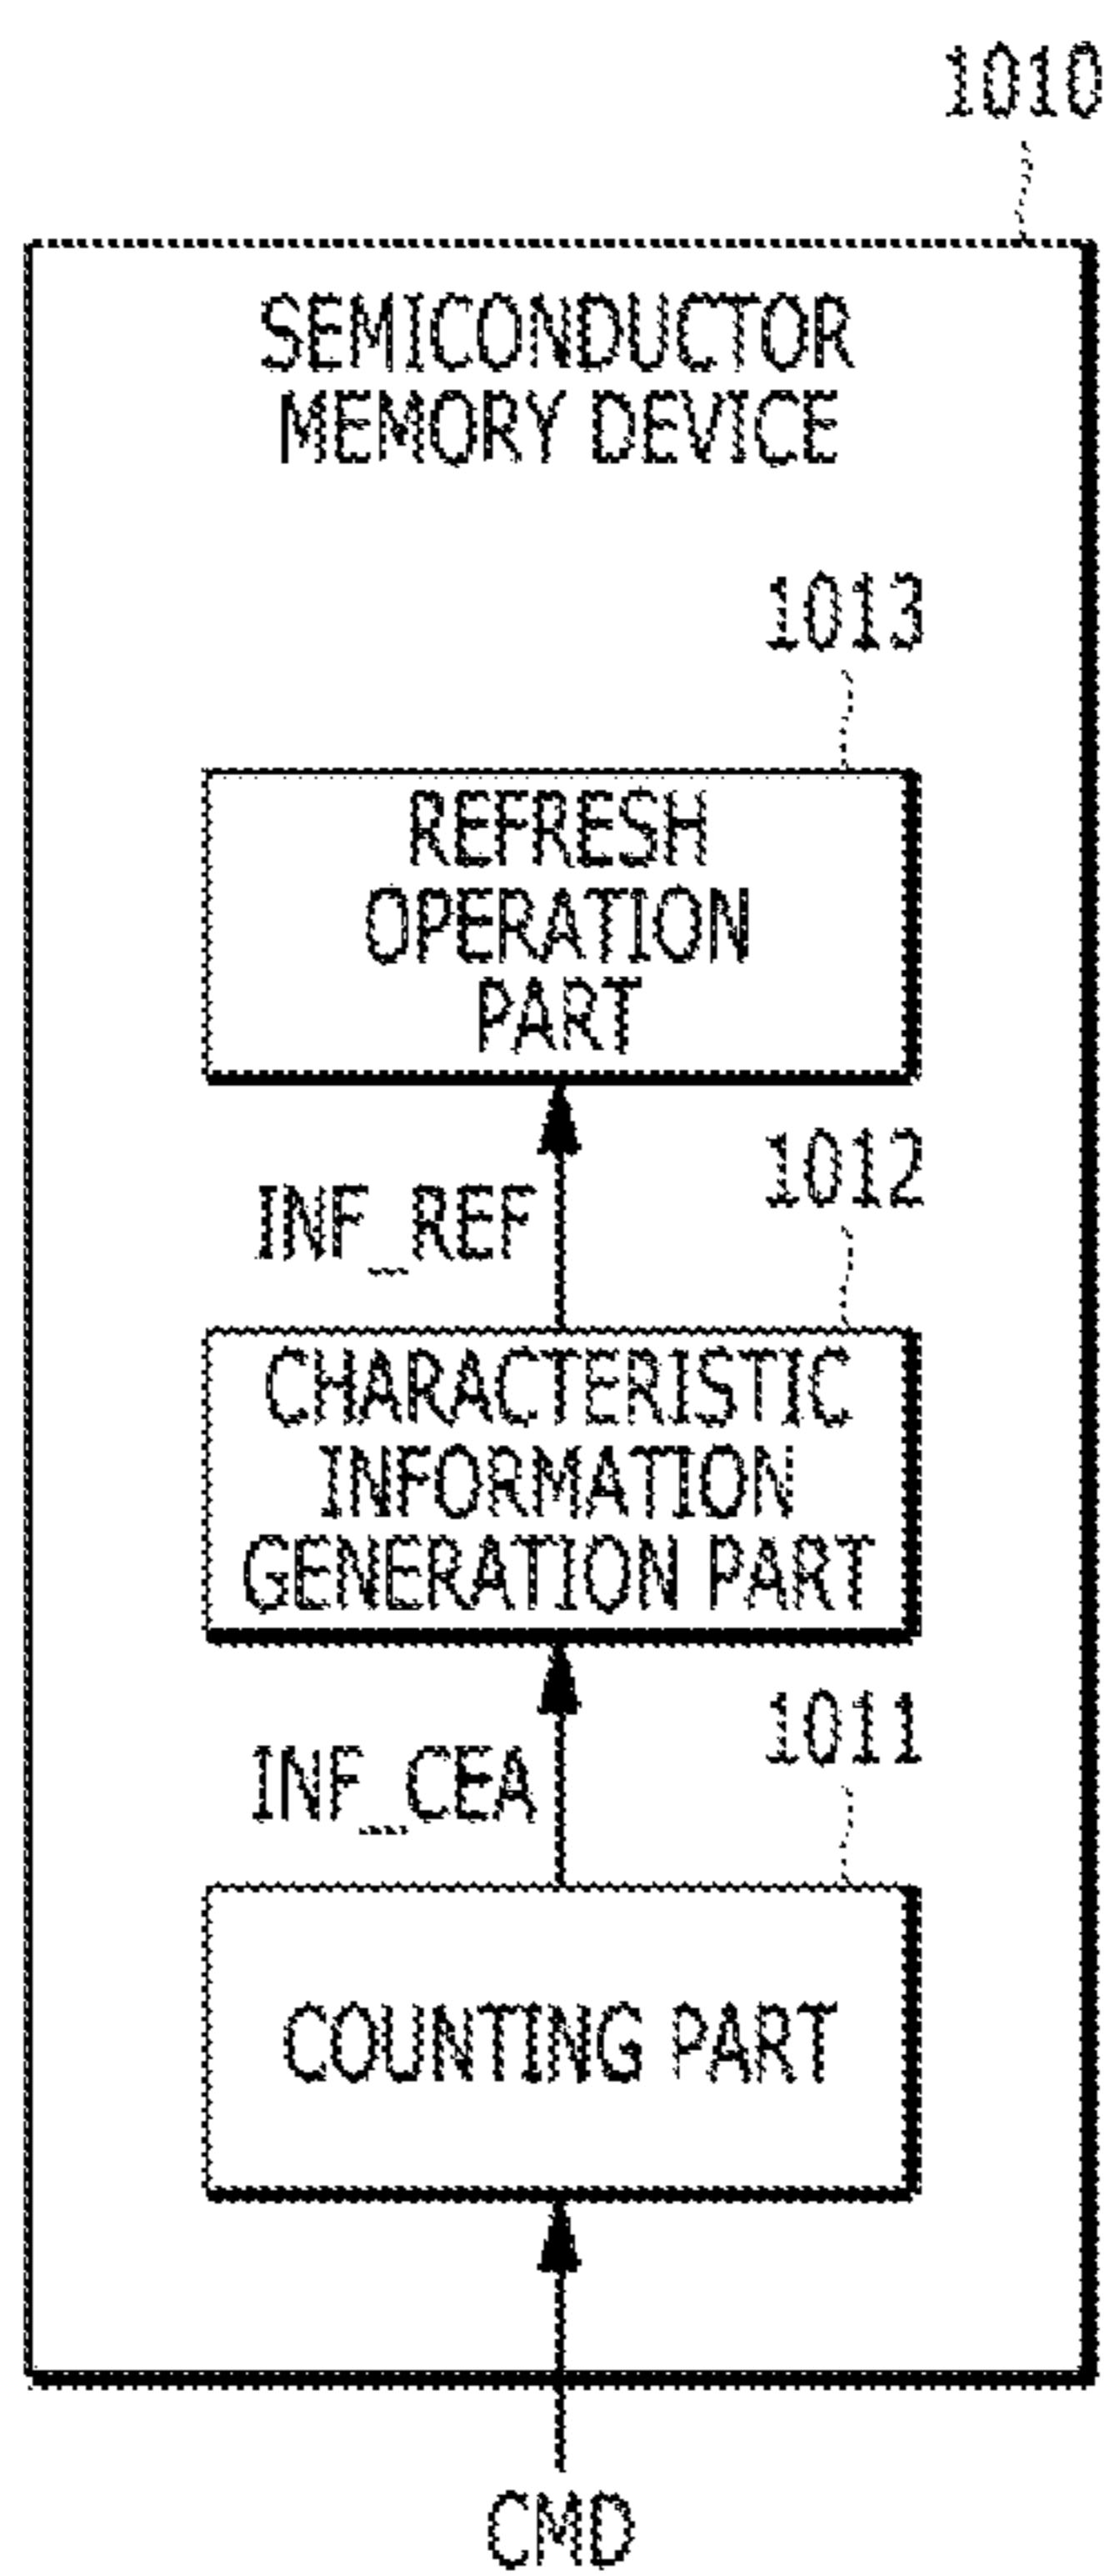 1010
SEMICONDUCTOR
MEMORY DEVICE
1013
REFRESH
OPERATION
PART
INF_REF
1012
CHARACTERISTIC
INFORMATION
GENERATION PART
INF_CEA
1011
COUNTING PART
CMD